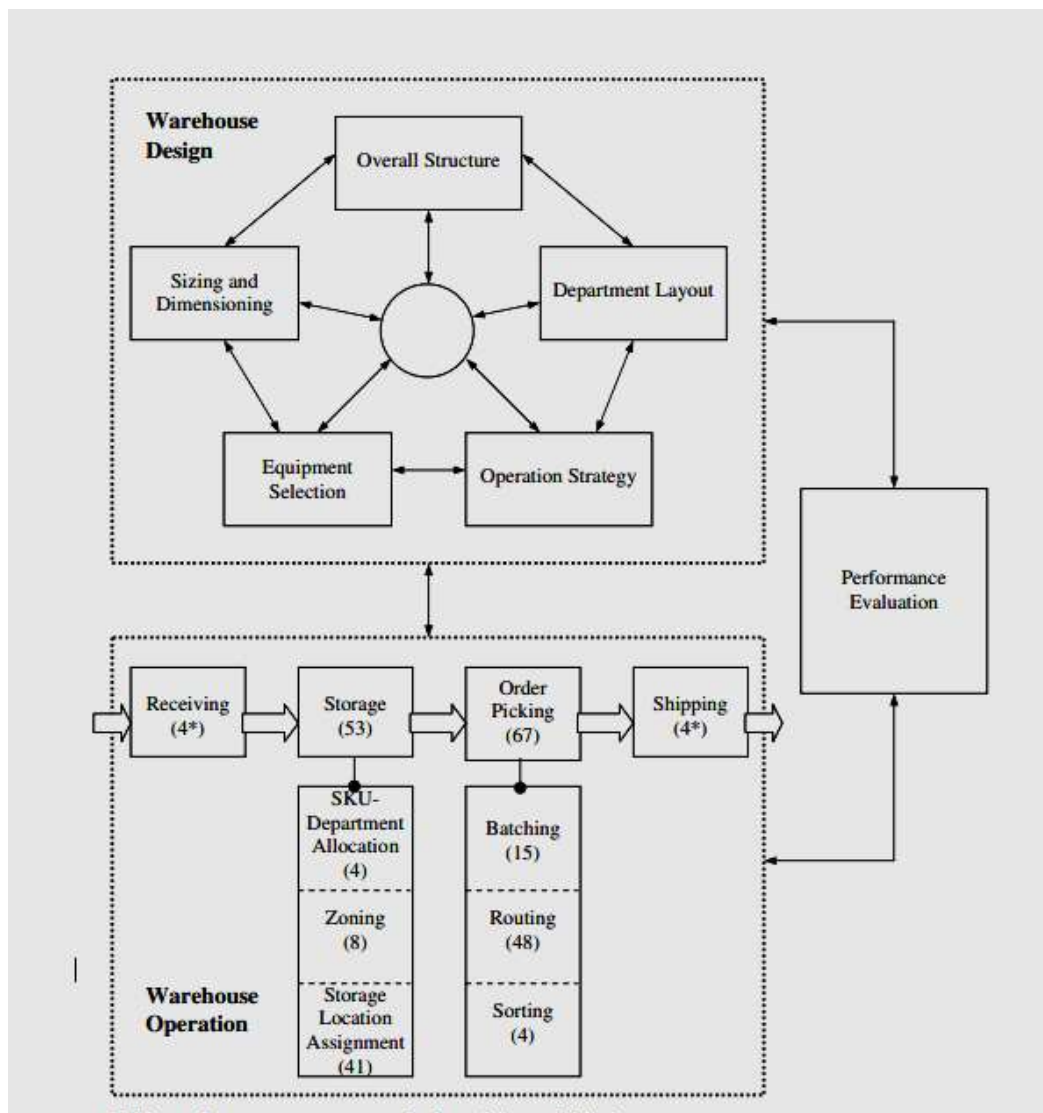 Warehouse
Design
Overall Structure
Sizing and
Dimensioning
Department Layout
Equipment
Selection
Operation Strategy
Performance
Evaluation
Receiving
(4*)
Storage
(53)
Order
Picking
(67)
Shipping
(4*)
SKU-
Department
Allocation
(4)
Zoning
(8)
Storage
Location
Assignment
(41)
Batching
(15)
Routing
(48)
Sorting
(4)
Warehouse
Operation